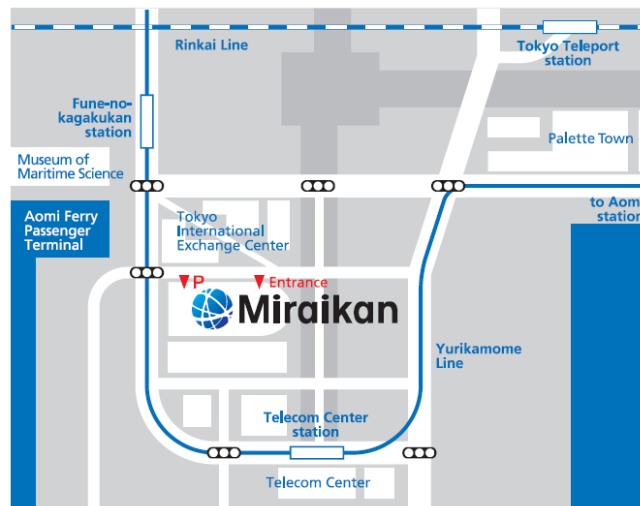 Rinkai Line
Tokyo Teleport
station
Fune-no-
kagakukan
station
Palette Town
Museum of
Maritime Science
to Aom
station
Aomi Ferry
Passenger
Terminal
Tokyo
International
Exchange Center
P
Entrance
Miraikan
Yurikamome
Line
Telecom Center
station
Telecom Center